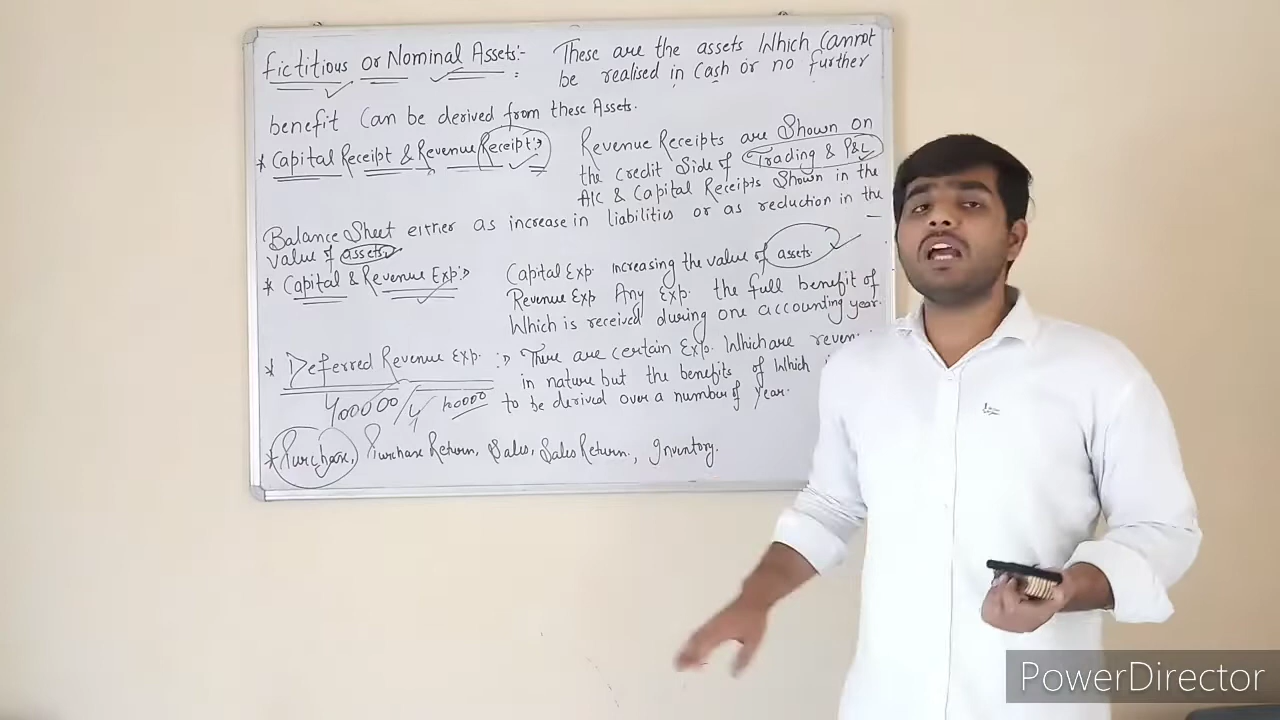 Fictitious or Nominal Assets:- These are the assets Which Cannot
be realised in Cash or no further
benefit Can be derived from these Assets.
* Capital Receipt & Revenue Receipt:- Revenue Receipts are Shown on
the credit Side of Trading & P&L
A/c & Capital Receipts Shown in the
Balance Sheet either as increase in liabilities or as reduction in the
value of assets
* Capital & Revenue Exp:- Capital Exp. increasing the value of assets
Revenue Exp Any Exp. the full benefit of
Which is received during one accounting year.
* Deferred Revenue Exp. :- There are certain Exp. Which are
in nature but the benefits of Which
to be derived over a number of year.
400000/4 100000
* Purchase, Purchase Return, Sales, Sales Return, Inventory.
PowerDirector